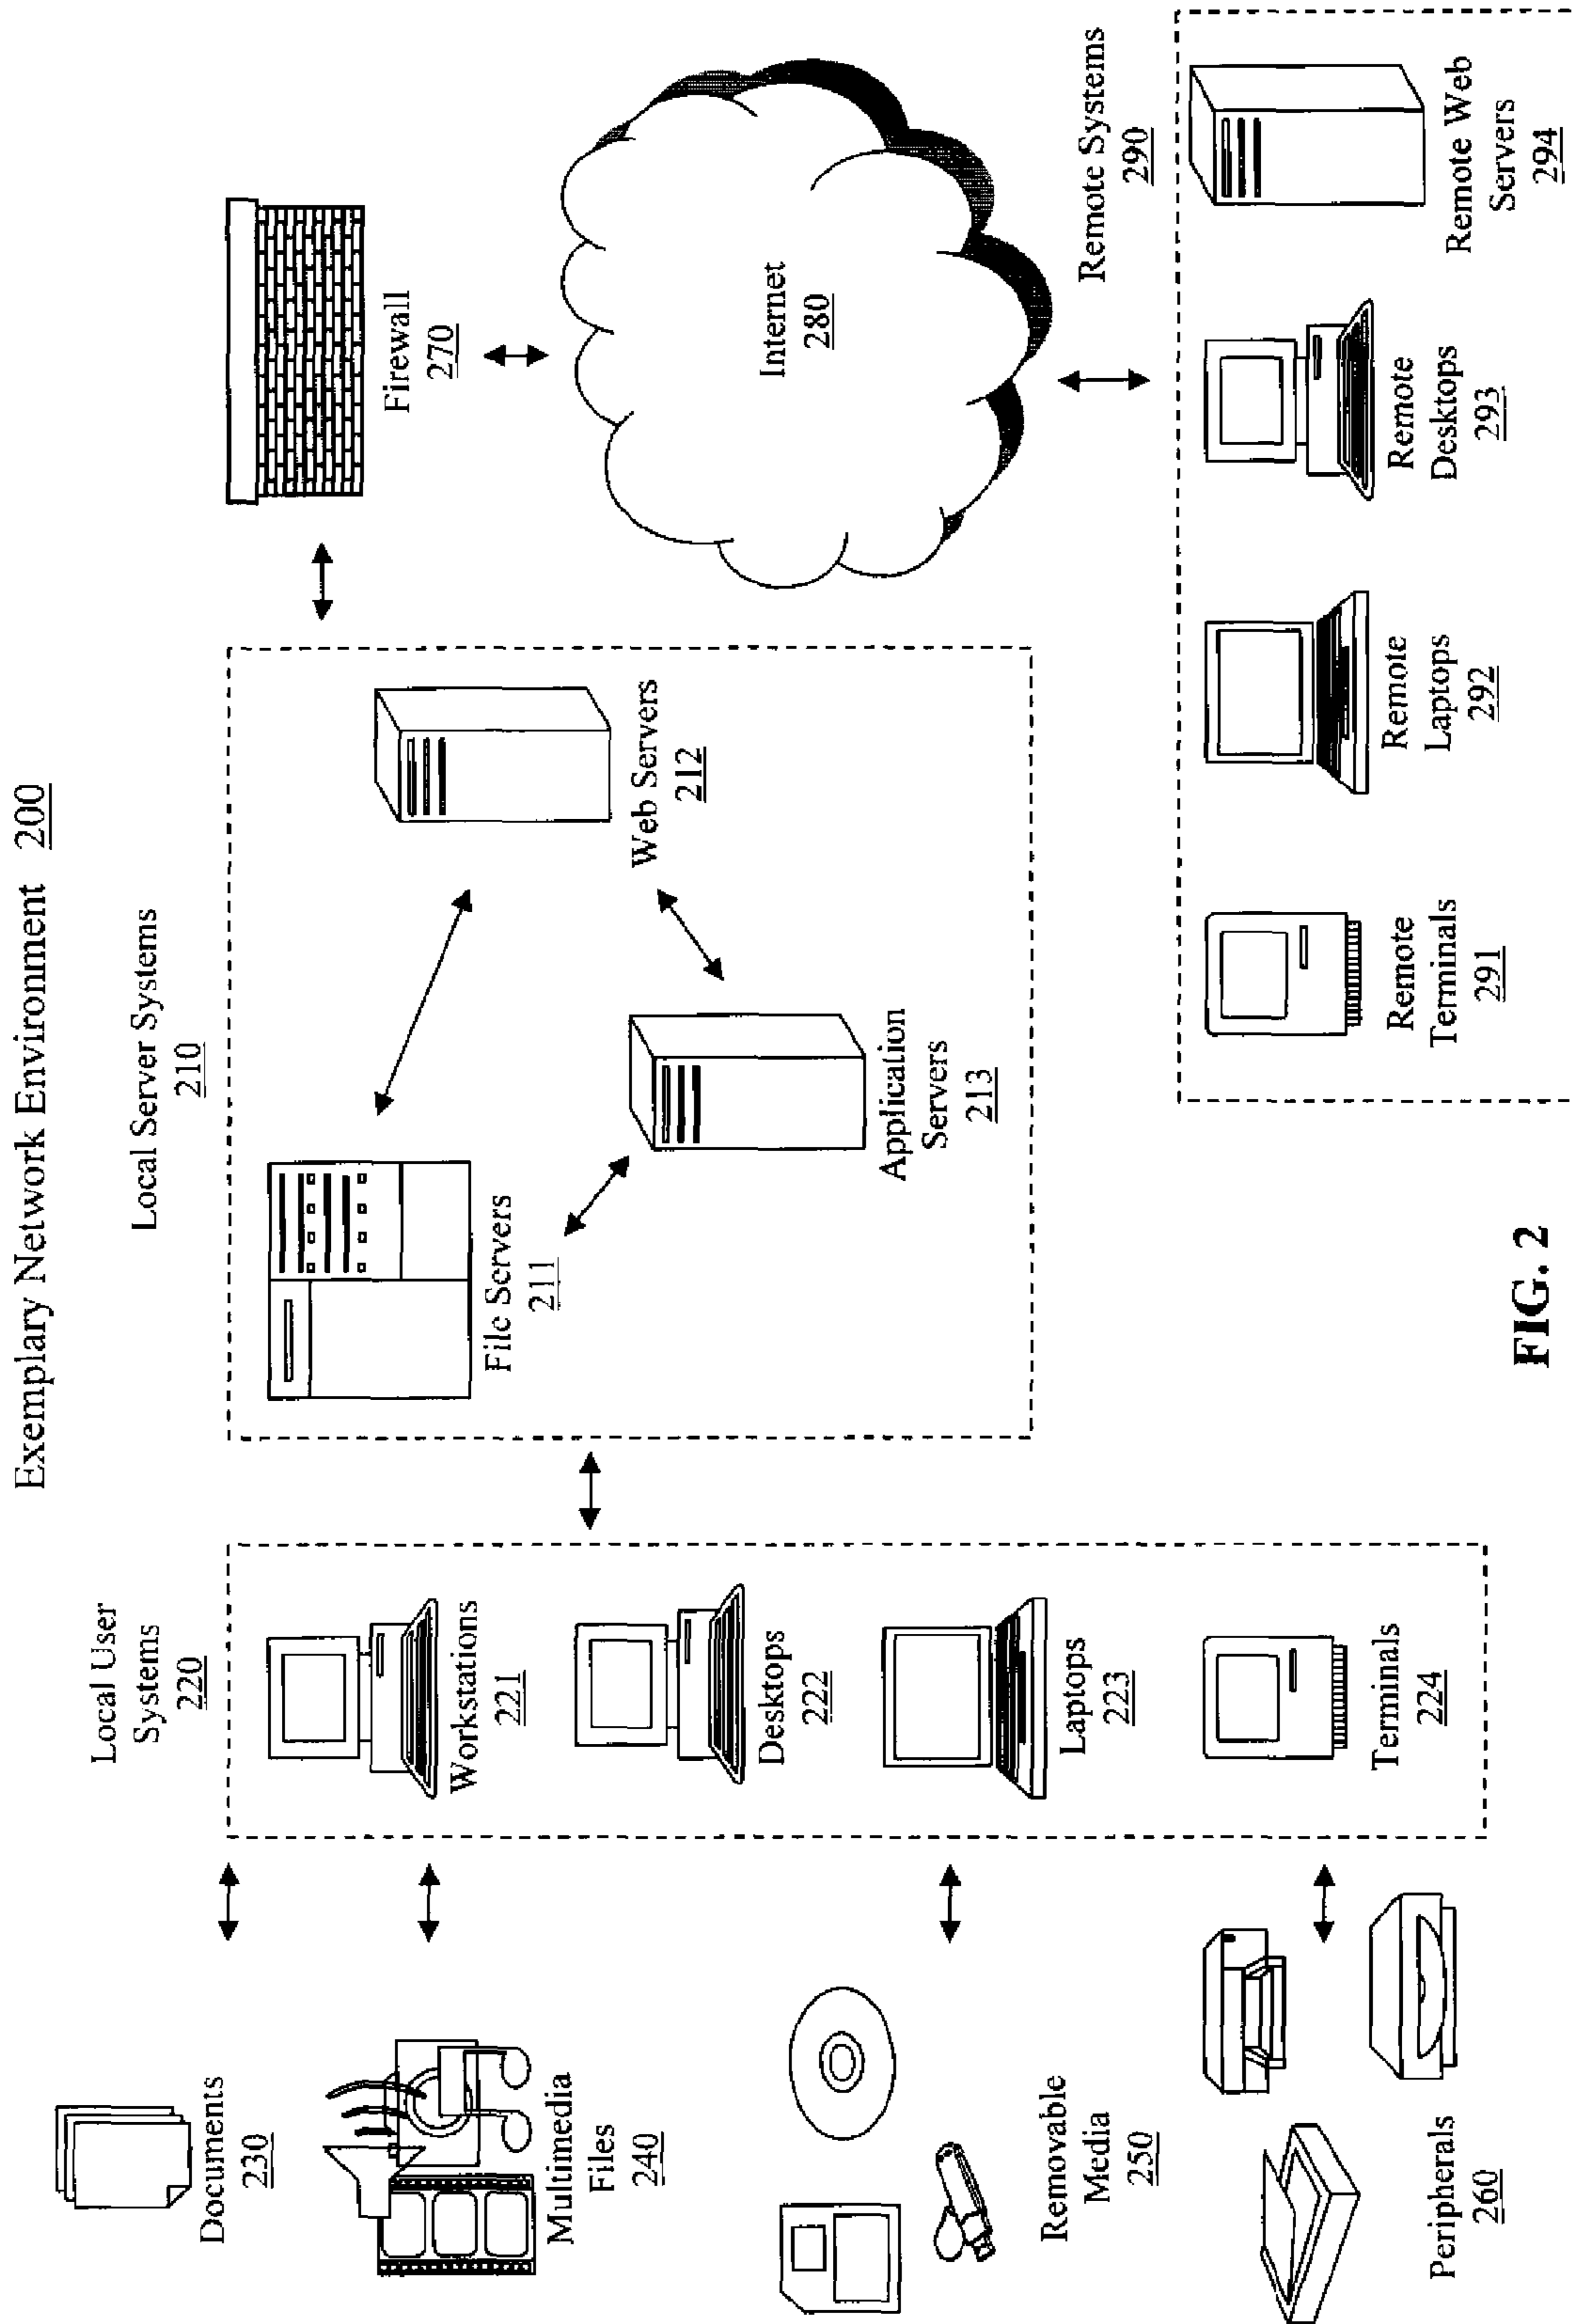 Exemplary Network Environment 200
Local User
Systems
220
Local Server Systems
210
Documents
230
Multimedia
Files
240
Removable
Media
250
Peripherals
260
Workstations
221
Desktops
222
Laptops
223
Terminals
224
File Servers
211
Web Servers
212
Application
Servers
213
Firewall
270
Internet
280
Remote Systems
290
Remote
Terminals
291
Remote
Laptops
292
Remote
Desktops
293
Remote Web
Servers
294
FIG. 2